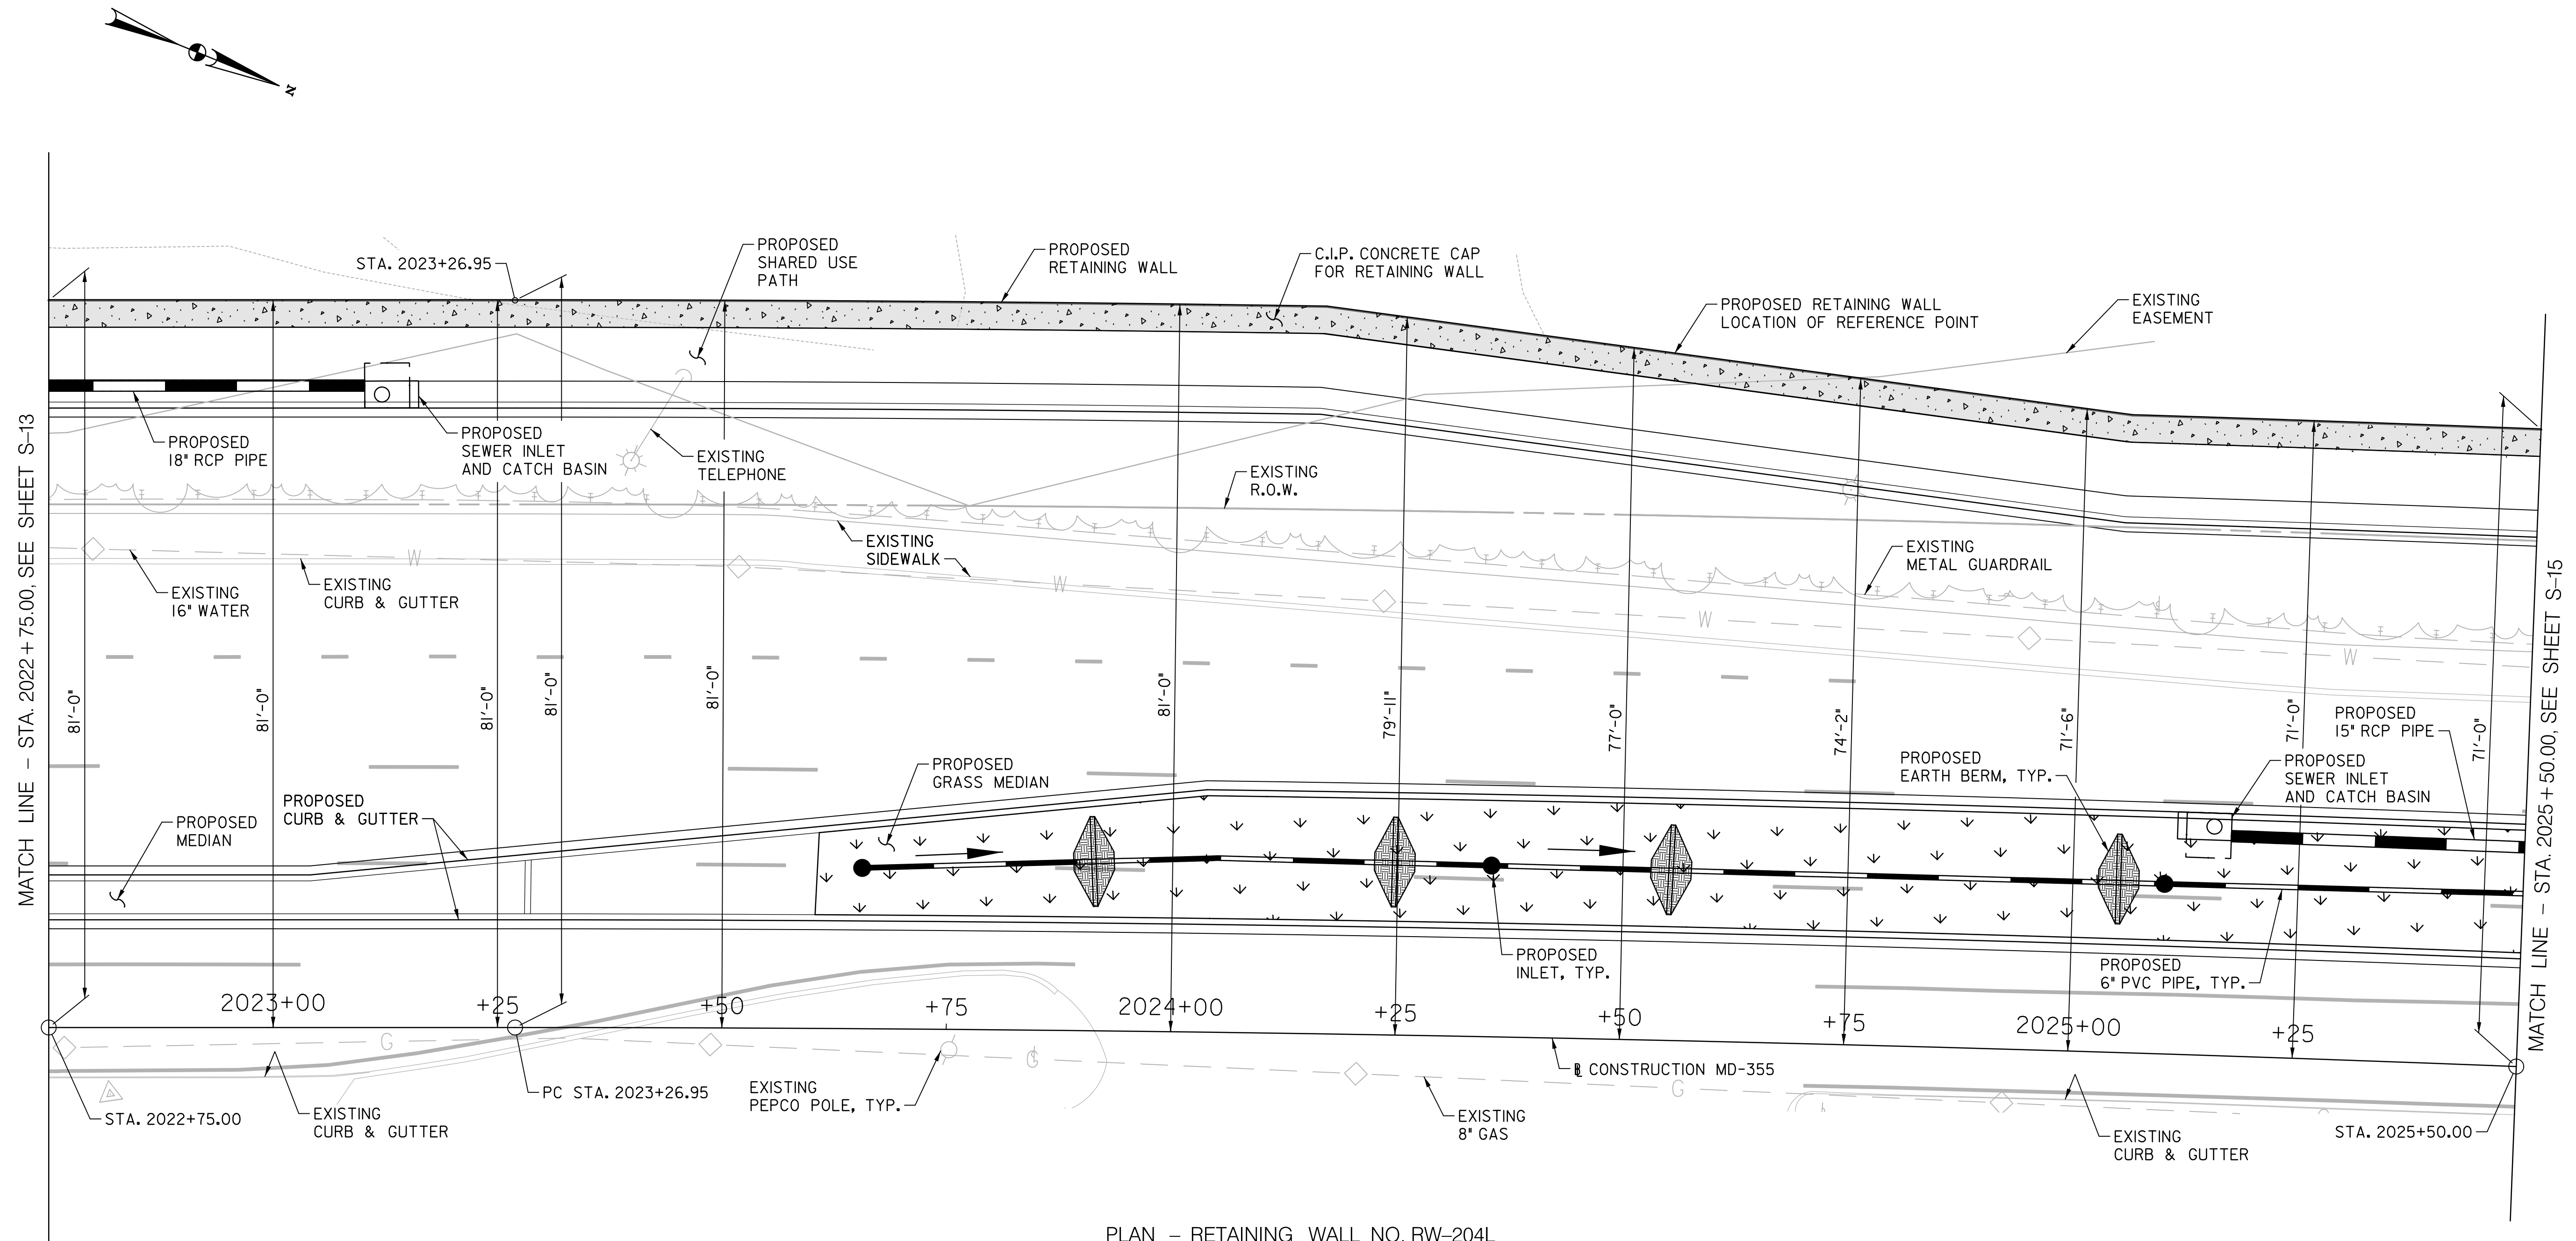 N
STA. 2023+26.95
PROPOSED
SHARED USE
PATH
PROPOSED
RETAINING WALL
C.I.P. CONCRETE CAP
FOR RETAINING WALL
PROPOSED RETAINING WALL
LOCATION OF REFERENCE POINT
EXISTING
EASEMENT
MATCH LINE - STA. 2022+75.00, SEE SHEET S-13
PROPOSED
18" RCP PIPE
PROPOSED
SEWER INLET
AND CATCH BASIN
EXISTING
TELEPHONE
EXISTING
R.O.W.
EXISTING
SIDEWALK
EXISTING
METAL GUARDRAIL
EXISTING
16" WATER
EXISTING
CURB & GUTTER
W
W
W
W
81'-0"
81'-0"
81'-0"
81'-0"
81'-0"
81'-0"
79'-11"
77'-0"
74'-2"
71'-6"
71'-0"
71'-0"
PROPOSED
15" RCP PIPE
PROPOSED
MEDIAN
PROPOSED
CURB & GUTTER
PROPOSED
GRASS MEDIAN
PROPOSED
EARTH BERM, TYP.
PROPOSED
SEWER INLET
AND CATCH BASIN
PROPOSED
INLET, TYP.
PROPOSED
6" PVC PIPE, TYP.
MATCH LINE - STA. 2025+50.00, SEE SHEET S-15
2023+00
+25
+50
+75
2024+00
+25
+50
+75
2025+00
+25
G
G
G
STA. 2022+75.00
EXISTING
CURB & GUTTER
PC STA. 2023+26.95
EXISTING
PEPCO POLE, TYP.
BL CONSTRUCTION MD-355
EXISTING
8" GAS
EXISTING
CURB & GUTTER
STA. 2025+50.00
PLAN - RETAINING WALL NO. RW-204L